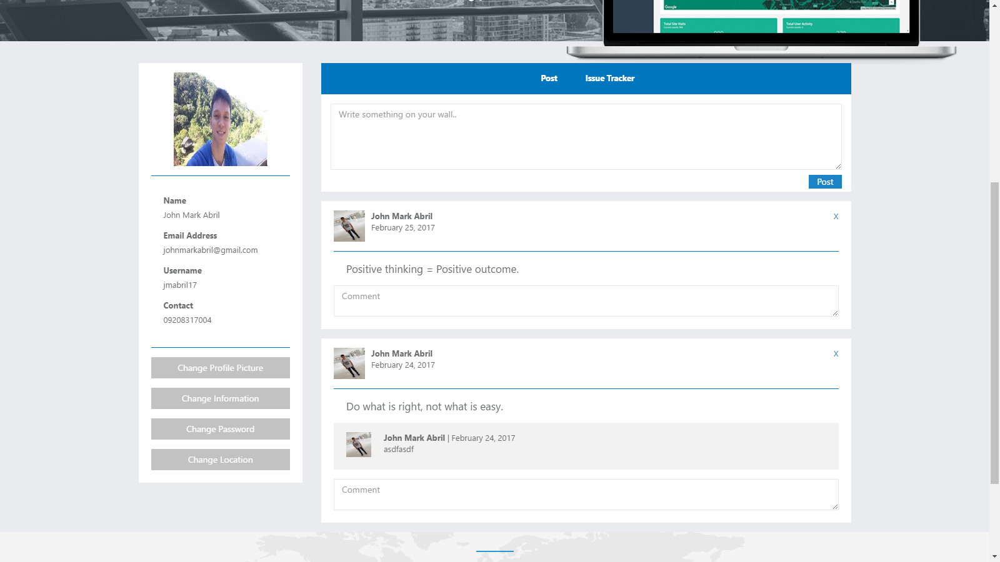 Google
Total Site Visits
Total User Activity
Post
Issue Tracker
Write something on your wall..
Post
Name
John Mark Abril
Email Address
johnmarkabril@gmail.com
Username
jmabril17
Contact
09208317004
Change Profile Picture
Change Information
Change Password
Change Location
John Mark Abril
X
February 25, 2017
Positive thinking = Positive outcome.
Comment
John Mark Abril
X
February 24, 2017
Do what is right, not what is easy.
John Mark Abril | February 24, 2017
asdfasdf
Comment